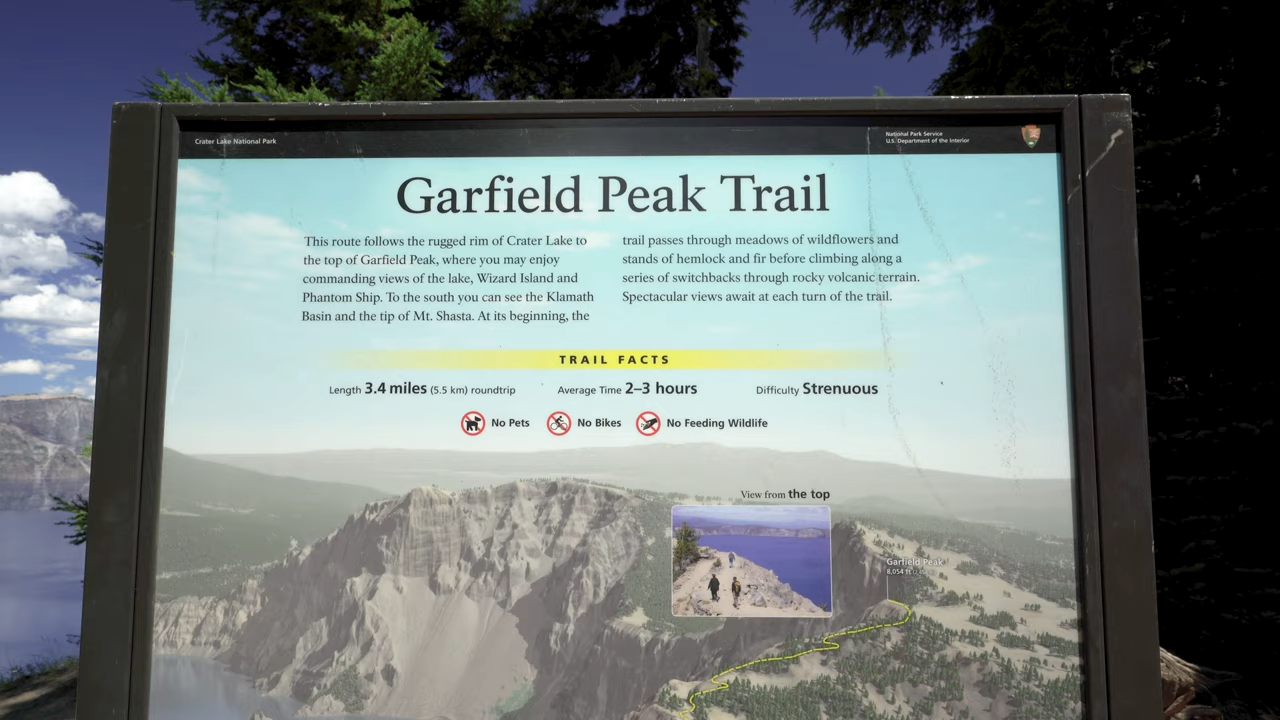 Crater Lake National Park
National Park Service
U.S. Department of the Interior
Garfield Peak Trail
This route follows the rugged rim of Crater Lake to
the top of Garfield Peak, where you may enjoy
commanding views of the lake, Wizard Island and
Phantom Ship. To the south you can see the Klamath
Basin and the tip of Mt. Shasta. At its beginning, the
trail passes through meadows of wildflowers and
stands of hemlock and fir before climbing along a
series of switchbacks through rocky volcanic terrain.
Spectacular views await at each turn of the trail.
TRAIL FACTS
Length 3.4 miles (5.5 km) roundtrip
Average Time 2–3 hours
Difficulty Strenuous
No Pets
No Bikes
No Feeding Wildlife
View from the top
Garfield Peak
8,054 ft